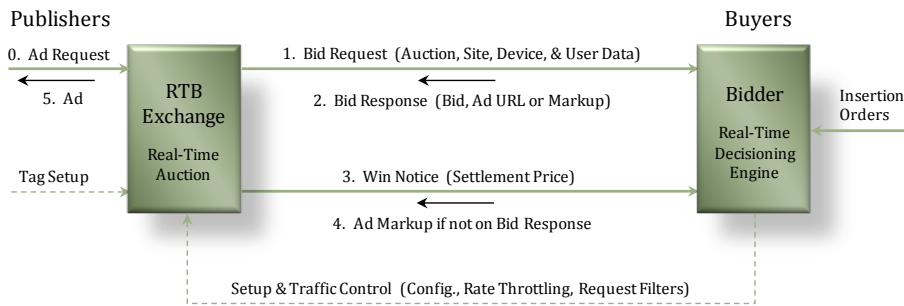 Publishers
Buyers
0. Ad Request
1. Bid Request (Auction, Site, Device, & User Data)
5. Ad
2. Bid Response (Bid, Ad URL or Markup)
RTB
Exchange
Real-Time
Auction
Bidder
Real-Time
Decisioning
Engine
Insertion
Orders
Tag Setup
3. Win Notice (Settlement Price)
4. Ad Markup if not on Bid Response
Setup & Traffic Control (Config., Rate Throttling, Request Filters)